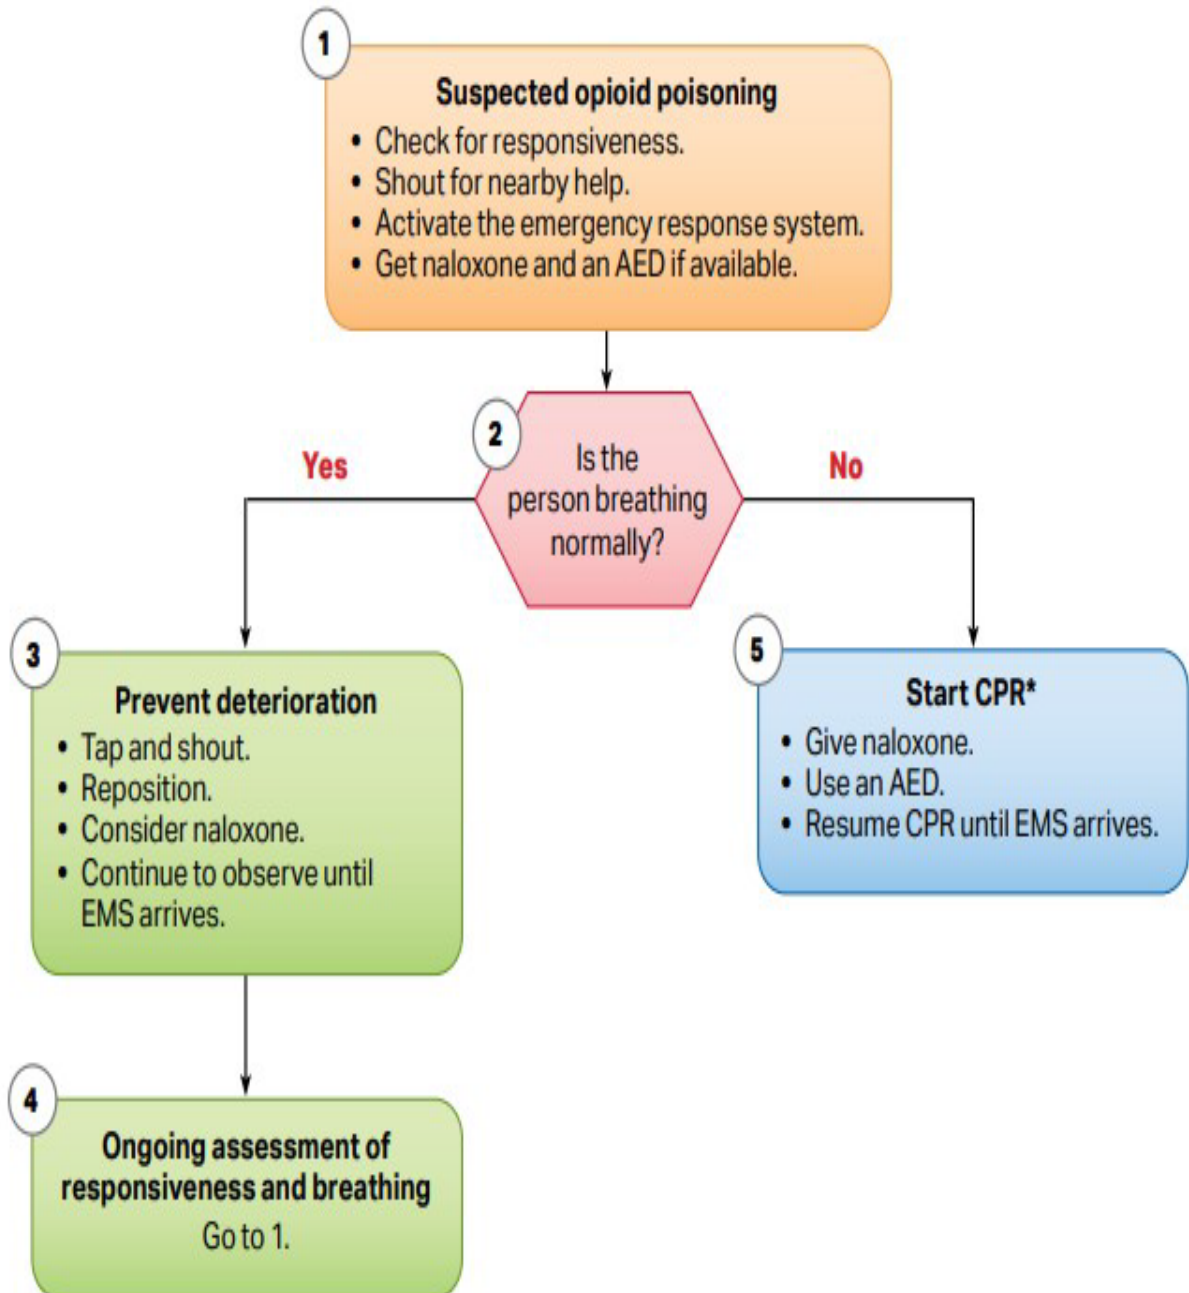 1
Suspected opioid poisoning
• Check for responsiveness.
• Shout for nearby help.
• Activate the emergency response system.
• Get naloxone and an AED if available.
2
Is the
person breathing
normally?
Yes
No
3
Prevent deterioration
• Tap and shout.
• Reposition.
• Consider naloxone.
• Continue to observe until
EMS arrives.
5
Start CPR*
• Give naloxone.
• Use an AED.
• Resume CPR until EMS arrives.
4
Ongoing assessment of
responsiveness and breathing
Go to 1.